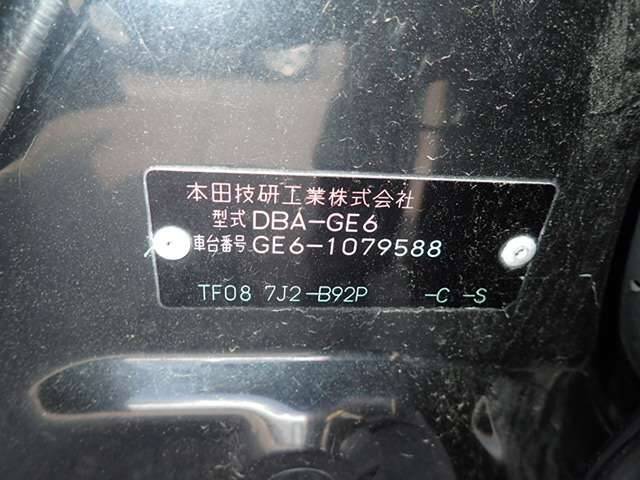 本田技研工業株式会社
型式 DBA-GE6
車台番号 GE6-1079588
TF08 7J2-B92P -C -S